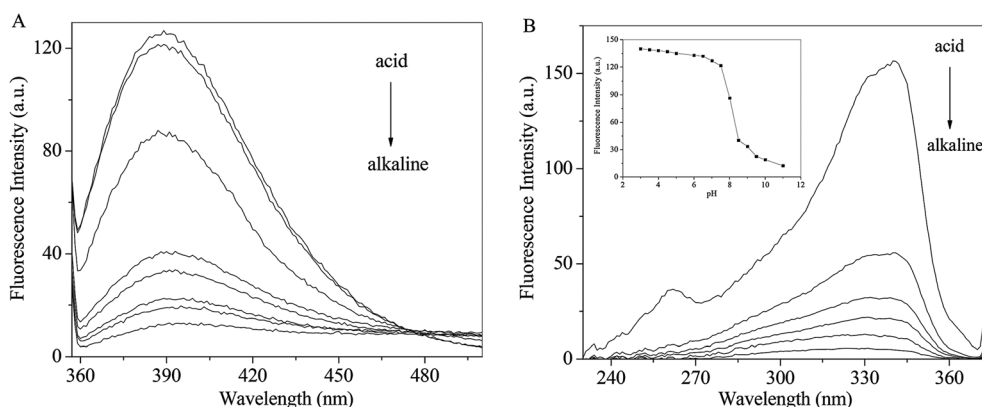 A
Fluorescence Intensity (a.u.)
120
80
40
0
360 390 420 450 480
Wavelength (nm)
acid
alkaline
B
Fluorescence Intensity (a.u.)
150
100
50
0
230 270 300 330 360
Wavelength (nm)
acid
alkaline
Fluorescence Intensity (a.u.)
150
120
90
60
30
0
2 4 6 8 10 12
pH